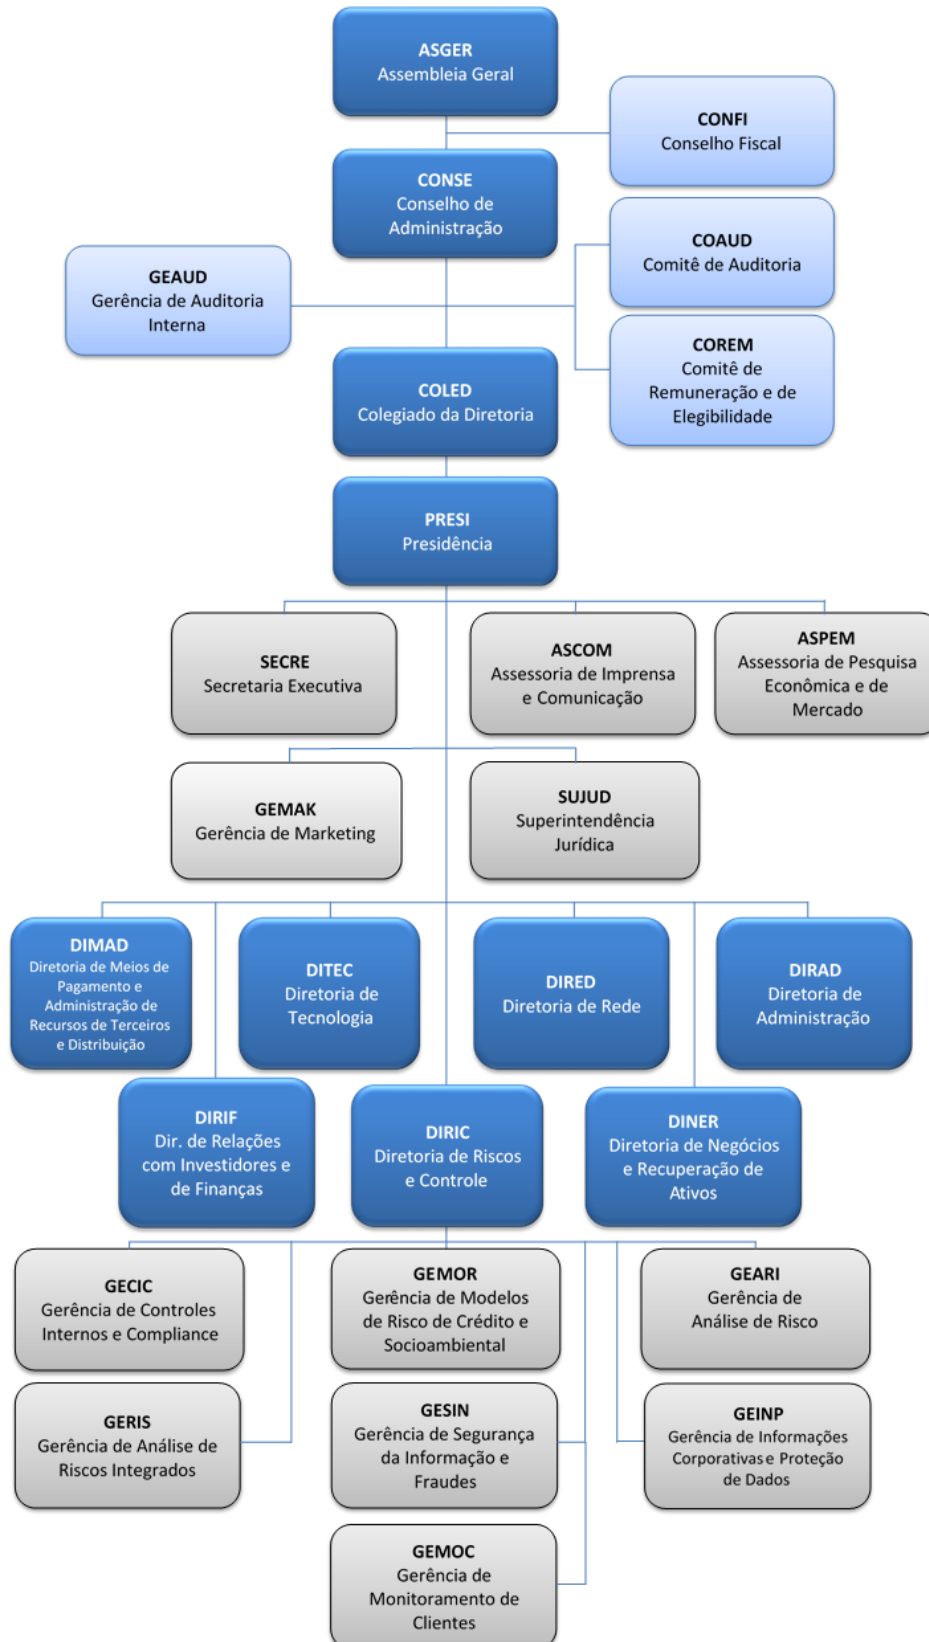 ASGER
Assembleia Geral
CONFI
Conselho Fiscal
CONSE
Conselho de
Administração
COAUD
Comitê de Auditoria
GEAUD
Gerência de Auditoria
Interna
COREM
Comitê de
Remuneração e de
Elegibilidade
COLED
Colegiado da Diretoria
PRESI
Presidência
SECRE
Secretaria Executiva
ASCOM
Assessoria de Imprensa
e Comunicação
ASPEM
Assessoria de Pesquisa
Econômica e de
Mercado
GEMAK
Gerência de Marketing
SUJUD
Superintendência
Jurídica
DIMAD
Diretoria de Meios de
Pagamento e
Administração de
Recursos de Terceiros
e Distribuição
DITEC
Diretoria de
Tecnologia
DIRED
Diretoria de Rede
DIRAD
Diretoria de
Administração
DIRIF
Dir. de Relações
com Investidores e
de Finanças
DIRIC
Diretoria de Riscos
e Controle
DINER
Diretoria de Negócios
e Recuperação de
Ativos
GECIC
Gerência de Controles
Internos e Compliance
GEMOR
Gerência de Modelos
de Risco de Crédito e
Socioambiental
GEARI
Gerência de
Análise de Risco
GERIS
Gerência de Análise de
Riscos Integrados
GESIN
Gerência de Segurança
da Informação e
Fraudes
GEINP
Gerência de Informações
Corporativas e Proteção
de Dados
GEMOC
Gerência de
Monitoramento de
Clientes